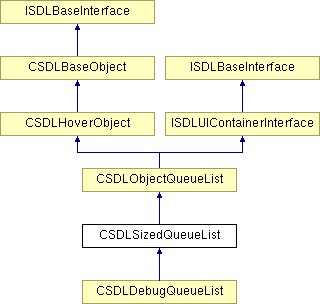 ISDLBaseInterface
CSDLBaseObject
ISDLBaseInterface
CSDLHoverObject
ISDLUIContainerInterface
CSDLObjectQueueList
CSDLSizedQueueList
CSDLDebugQueueList